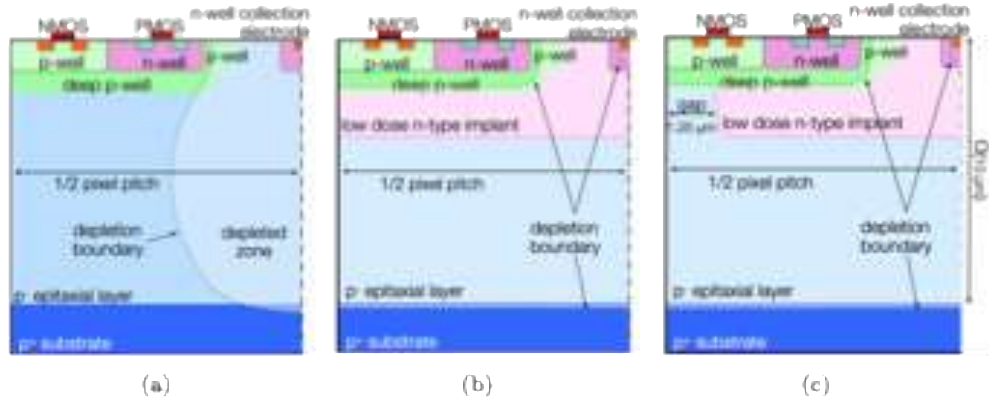 n-well collection
electrode
NMOS PMOS
p-well n-well p-well
deep p-well
1/2 pixel pitch
depletion
boundary
depleted
zone
p- epitaxial layer
p+ substrate
(a)
n-well collection
electrode
NMOS PMOS
p-well n-well p-well
deep p-well
low dose n-type implant
1/2 pixel pitch
depletion
boundary
p- epitaxial layer
p+ substrate
(b)
n-well collection
electrode
NMOS PMOS
p-well n-well p-well
deep p-well
gap
low dose n-type implant
1/2 pixel pitch
depletion
boundary
p- epitaxial layer
p+ substrate
(c)